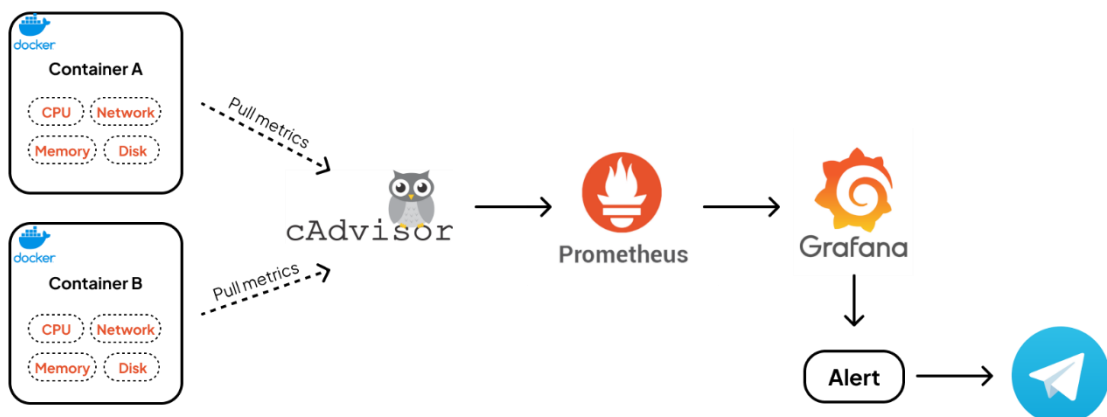 docker
Container A
CPU Network
Memory Disk
Pull metrics
docker
Container B
CPU Network
Memory Disk
Pull metrics
cAdvisor
Prometheus
Grafana
Alert